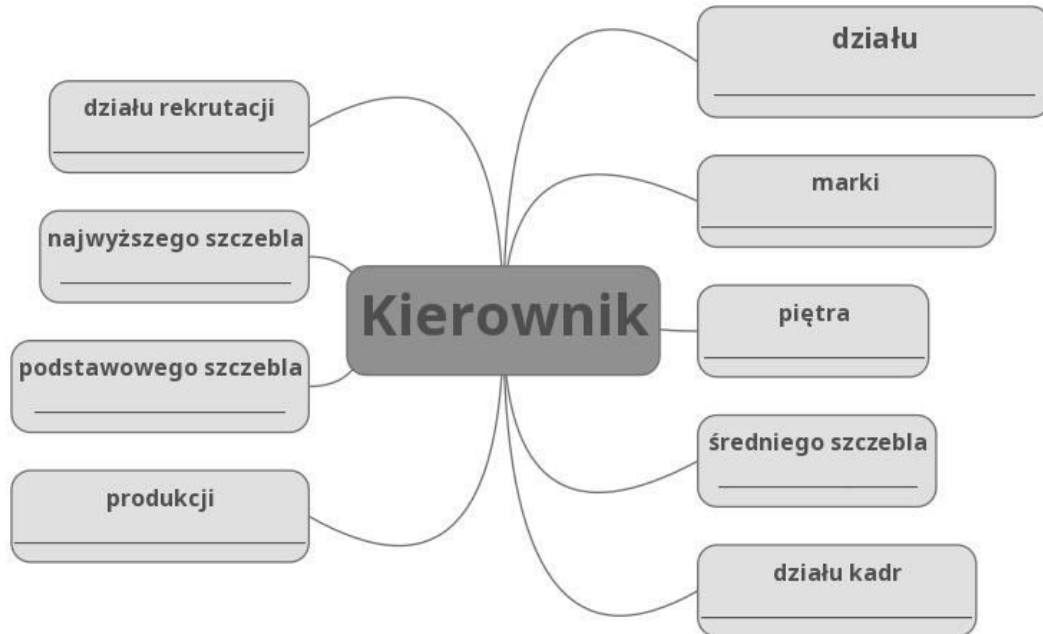 działu
działu rekrutacji
marki
najwyższego szczebla
Kierownik
piętra
podstawowego szczebla
średniego szczebla
produkcji
działu kadr